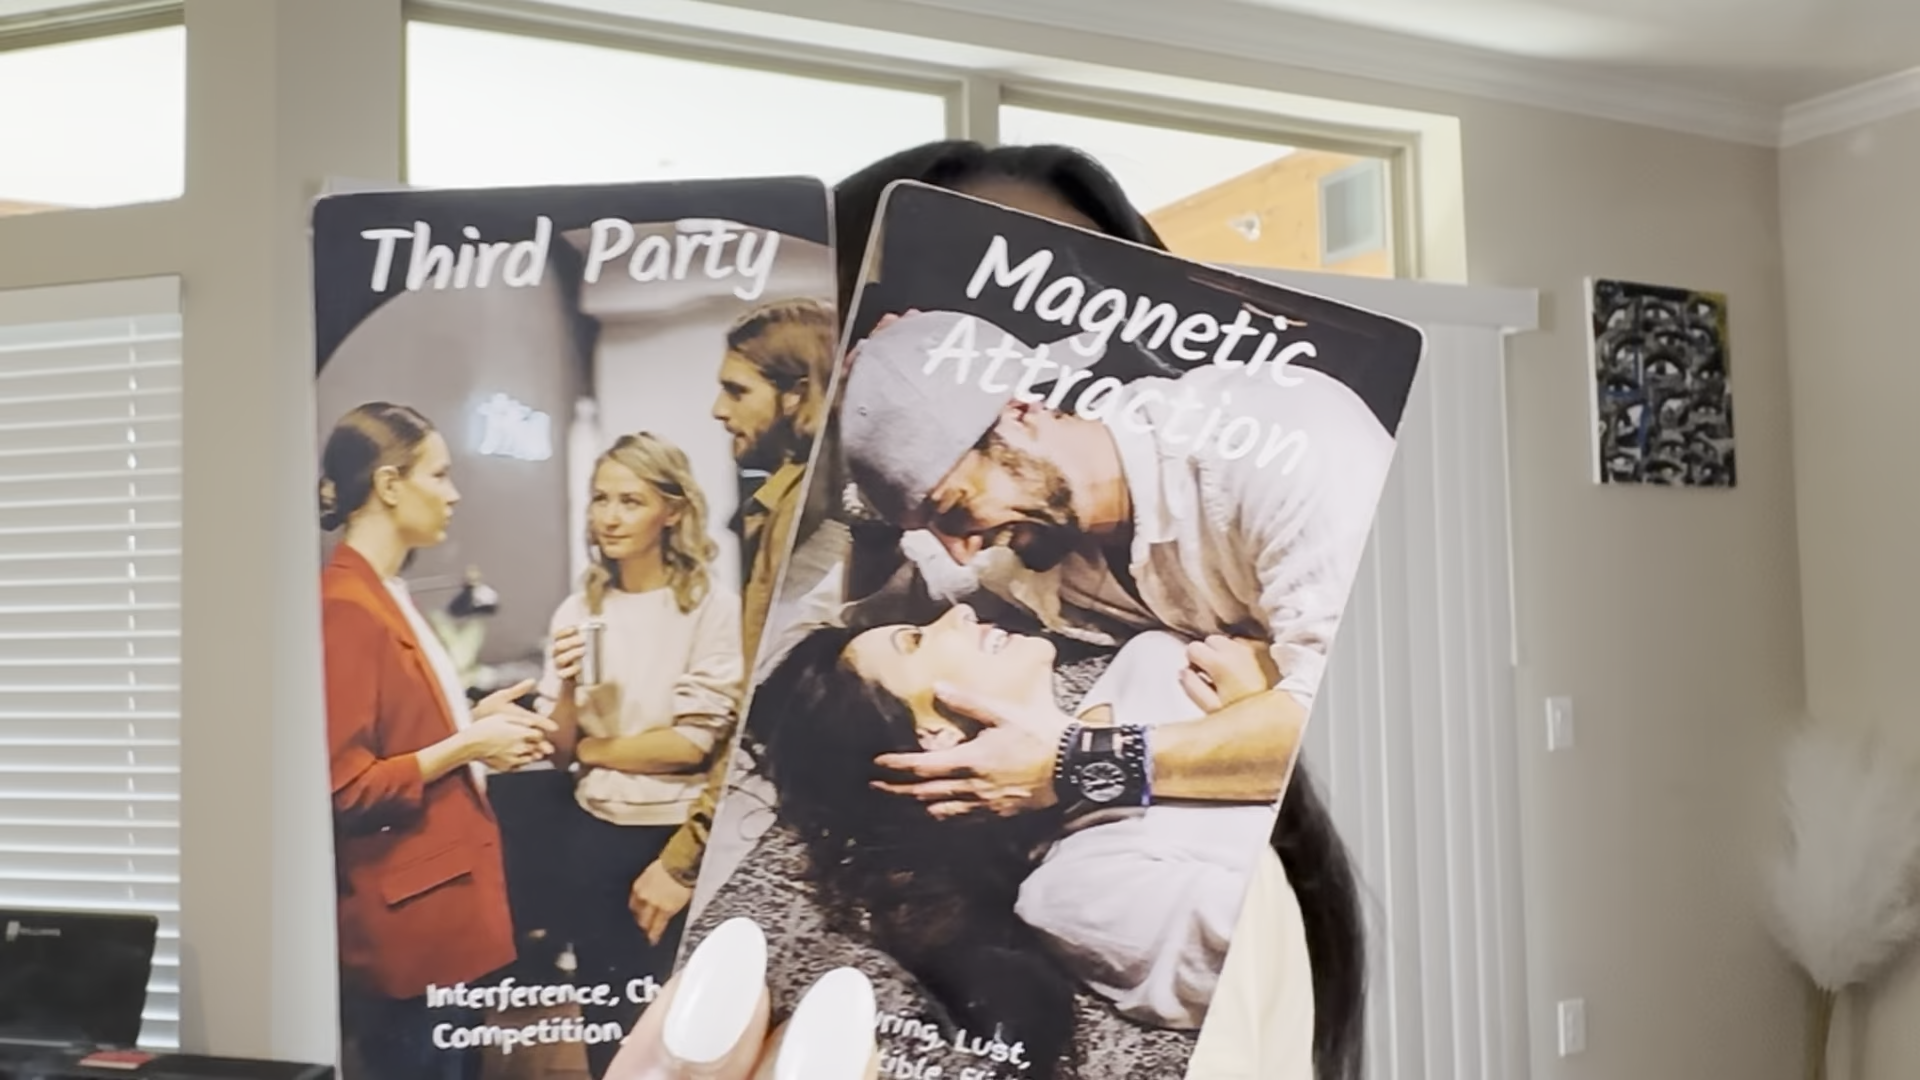 Third Party
Interference,
Competition,
Magnetic
Attraction
Lust,